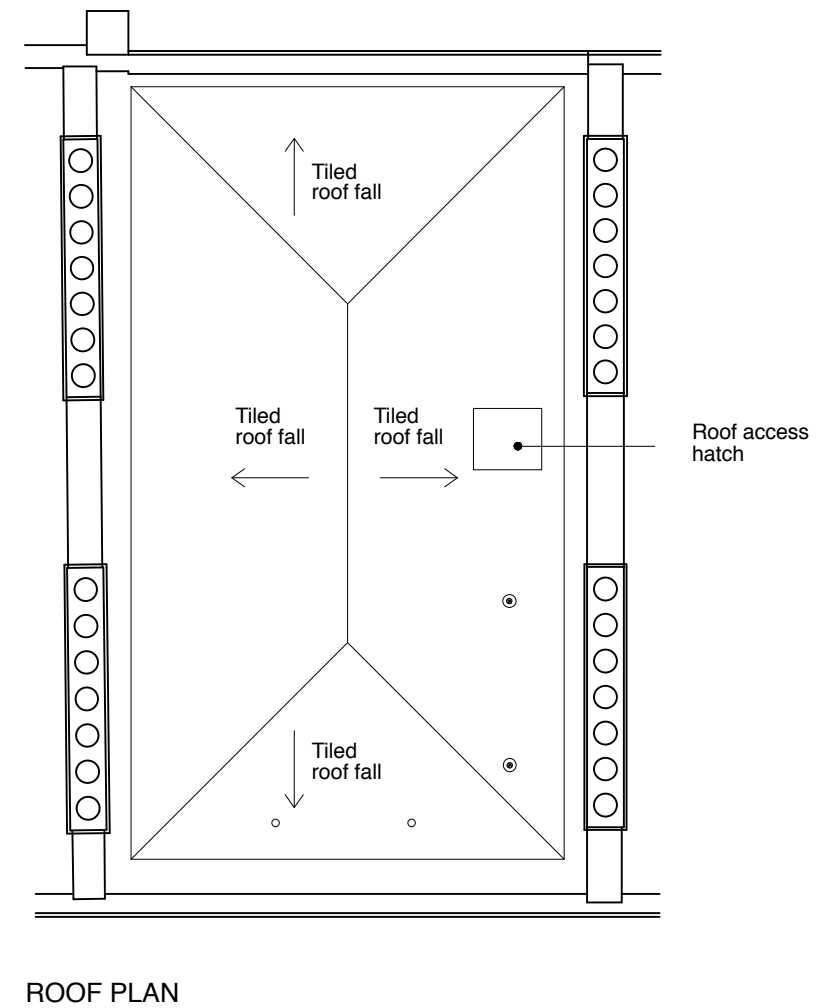 Tiled
roof fall
Tiled
roof fall
Tiled
roof fall
Roof access
hatch
Tiled
roof fall
ROOF PLAN